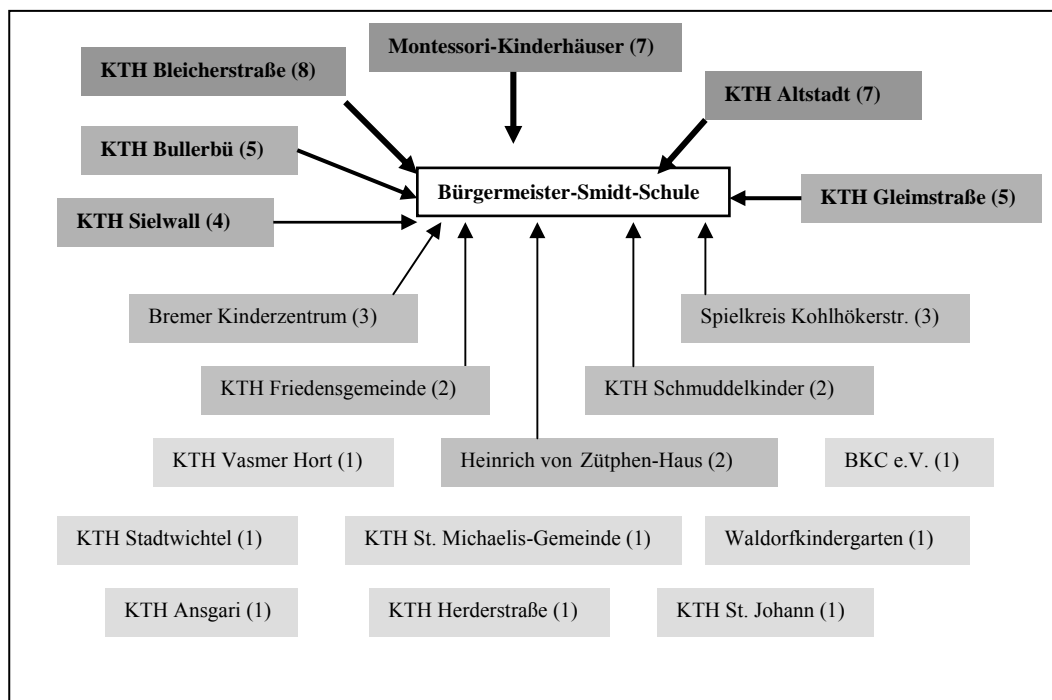 Montessori-Kinderhäuser (7)
KTH Bleicherstraße (8)
KTH Altstadt (7)
KTH Bullerbü (5)
Bürgermeister-Smidt-Schule
KTH Gleimstraße (5)
KTH Sielwall (4)
Bremer Kinderzentrum (3)
Spielkreis Kohlhökerstr. (3)
KTH Friedensgemeinde (2)
KTH Schmuddelkinder (2)
KTH Vasmer Hort (1)
Heinrich von Zütphen-Haus (2)
BKC e.V. (1)
KTH Stadtwichtel (1)
KTH St. Michaelis-Gemeinde (1)
Waldorfkindergarten (1)
KTH Ansgari (1)
KTH Herderstraße (1)
KTH St. Johann (1)